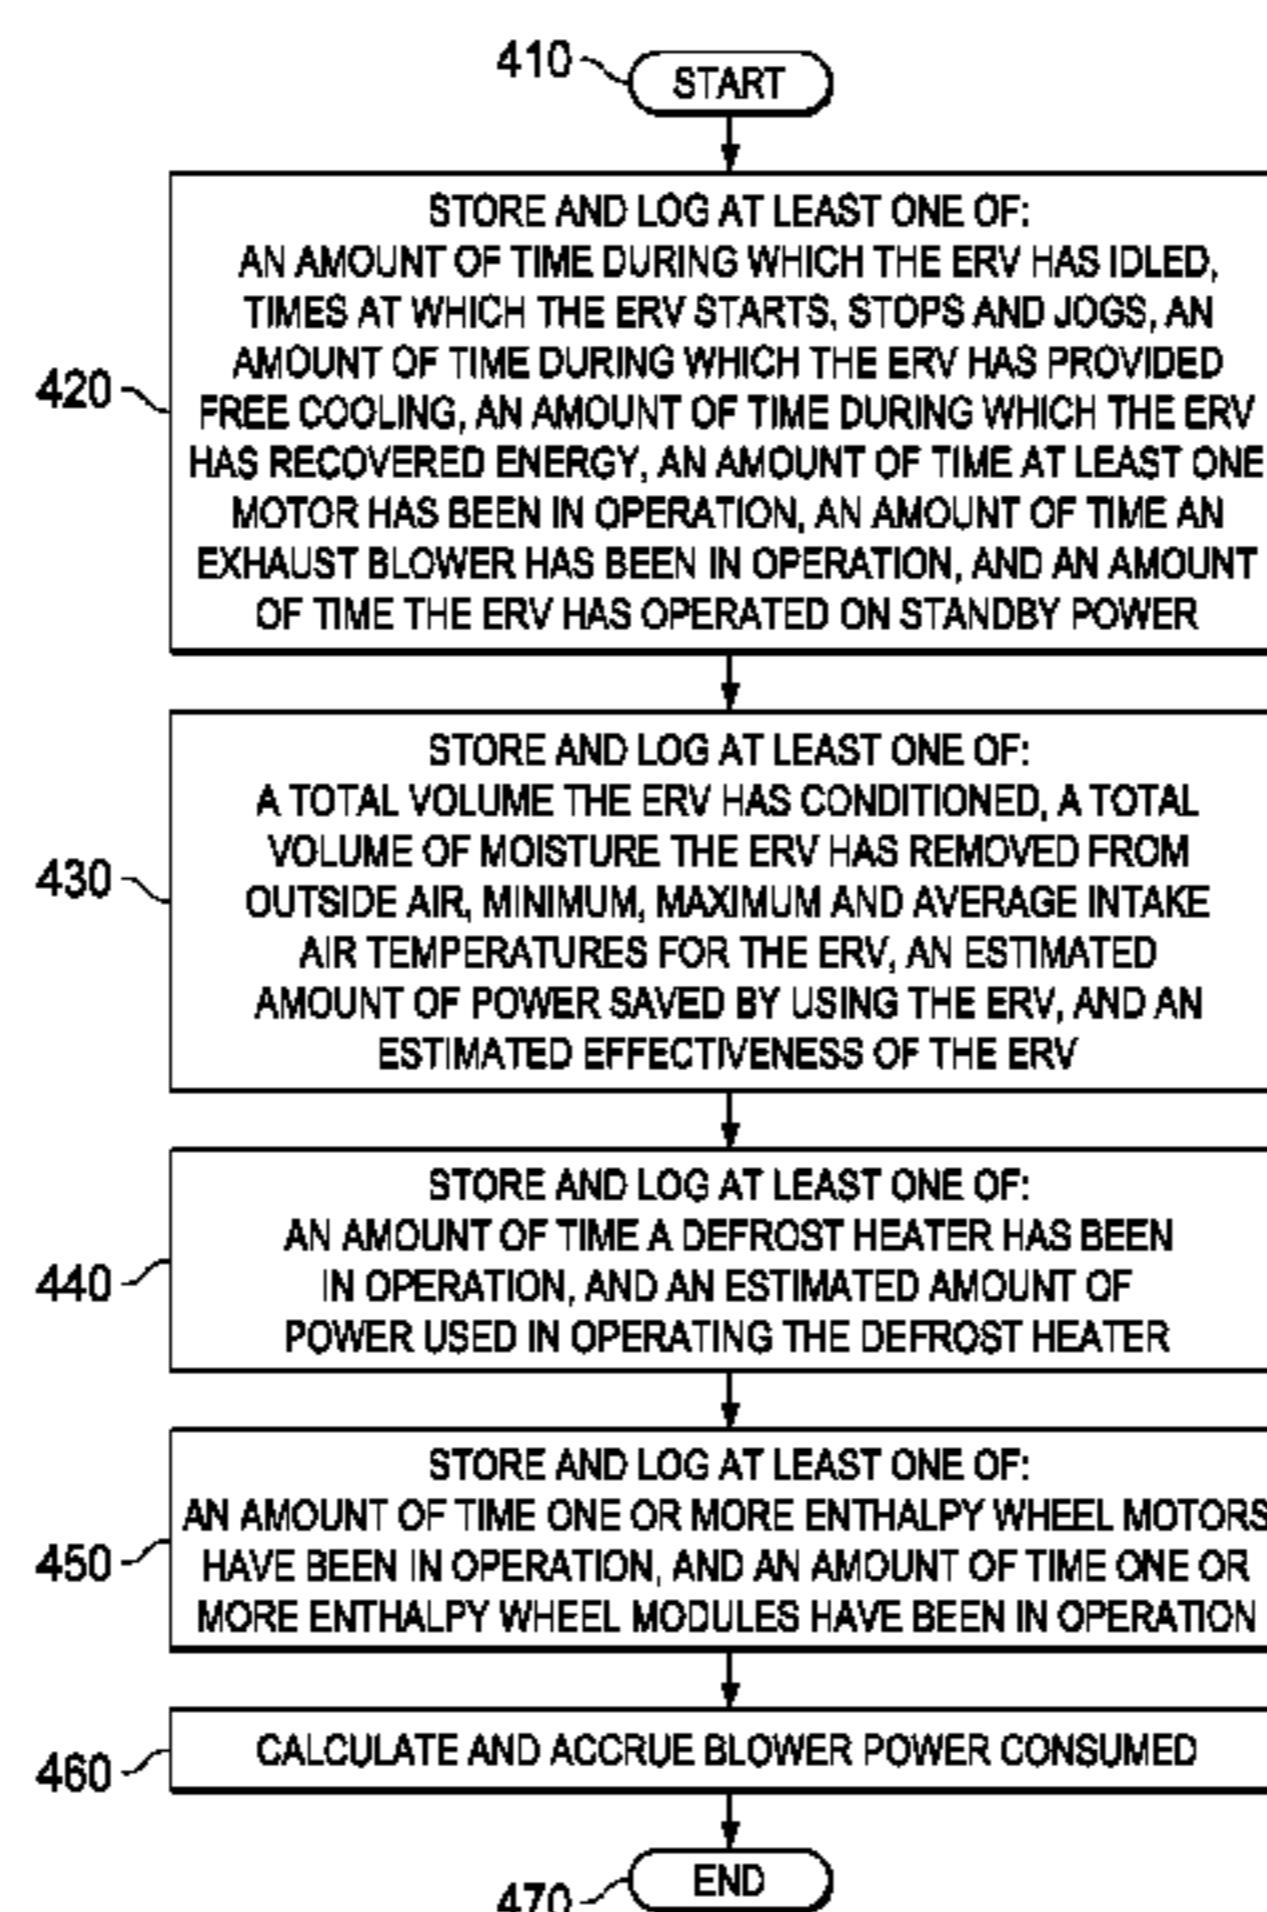 410
START
STORE AND LOG AT LEAST ONE OF:
AN AMOUNT OF TIME DURING WHICH THE ERV HAS IDLED,
TIMES AT WHICH THE ERV STARTS, STOPS AND JOGS, AN
AMOUNT OF TIME DURING WHICH THE ERV HAS PROVIDED
420
FREE COOLING, AN AMOUNT OF TIME DURING WHICH THE ERV
HAS RECOVERED ENERGY, AN AMOUNT OF TIME AT LEAST ONE
MOTOR HAS BEEN IN OPERATION, AN AMOUNT OF TIME AN
EXHAUST BLOWER HAS BEEN IN OPERATION, AND AN AMOUNT
OF TIME THE ERV HAS OPERATED ON STANDBY POWER
STORE AND LOG AT LEAST ONE OF:
A TOTAL VOLUME THE ERV HAS CONDITIONED, A TOTAL
VOLUME OF MOISTURE THE ERV HAS REMOVED FROM
430
OUTSIDE AIR, MINIMUM, MAXIMUM AND AVERAGE INTAKE
AIR TEMPERATURES FOR THE ERV, AN ESTIMATED
AMOUNT OF POWER SAVED BY USING THE ERV, AND AN
ESTIMATED EFFECTIVENESS OF THE ERV
STORE AND LOG AT LEAST ONE OF:
AN AMOUNT OF TIME A DEFROST HEATER HAS BEEN
440
IN OPERATION, AND AN ESTIMATED AMOUNT OF
POWER USED IN OPERATING THE DEFROST HEATER
STORE AND LOG AT LEAST ONE OF:
AN AMOUNT OF TIME ONE OR MORE ENTHALPY WHEEL MOTORS
450
HAVE BEEN IN OPERATION, AND AN AMOUNT OF TIME ONE OR
MORE ENTHALPY WHEEL MODULES HAVE BEEN IN OPERATION
460
CALCULATE AND ACCRUE BLOWER POWER CONSUMED
END
470